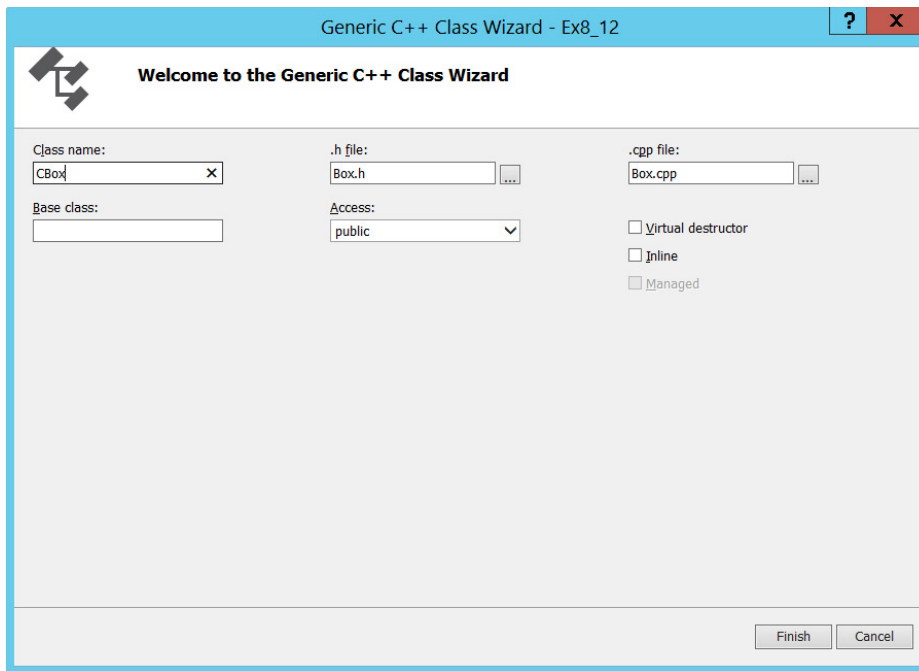 Generic C++ Class Wizard - Ex8_12
? X
Welcome to the Generic C++ Class Wizard
Class name: .h file: .cpp file:
CBox × Box.h ... Box.cpp ...
Base class: Access:
public Virtual destructor
Inline
Managed
Finish Cancel